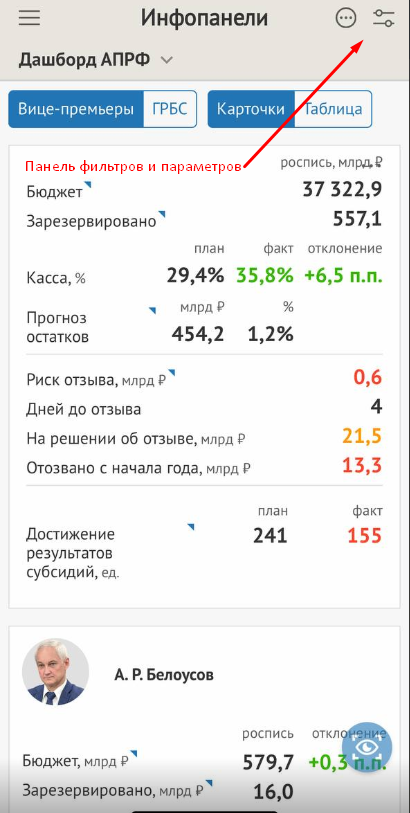 Инфопанели
Дашборд АПРФ
Вице-премьеры ГРБС Карточки Таблица
Панель фильтров и параметров
роспись, млрд ₽
Бюджет 37 322,9
Зарезервировано 557,1
план факт отклонение
Касса, % 29,4% 35,8% +6,5 п.п.
млрд ₽ %
Прогноз
остатков 454,2 1,2%
Риск отзыва, млрд ₽ 0,6
Дней до отзыва 4
На решении об отзыве, млрд ₽ 21,5
Отозвано с начала года, млрд ₽ 13,3
план факт
Достижение 241 155
результатов
субсидий, ед.
А. Р. Белоусов
роспись отклонение
Бюджет, млрд ₽ 579,7 +0,3 п.п.
Зарезервировано, млрд ₽ 16,0